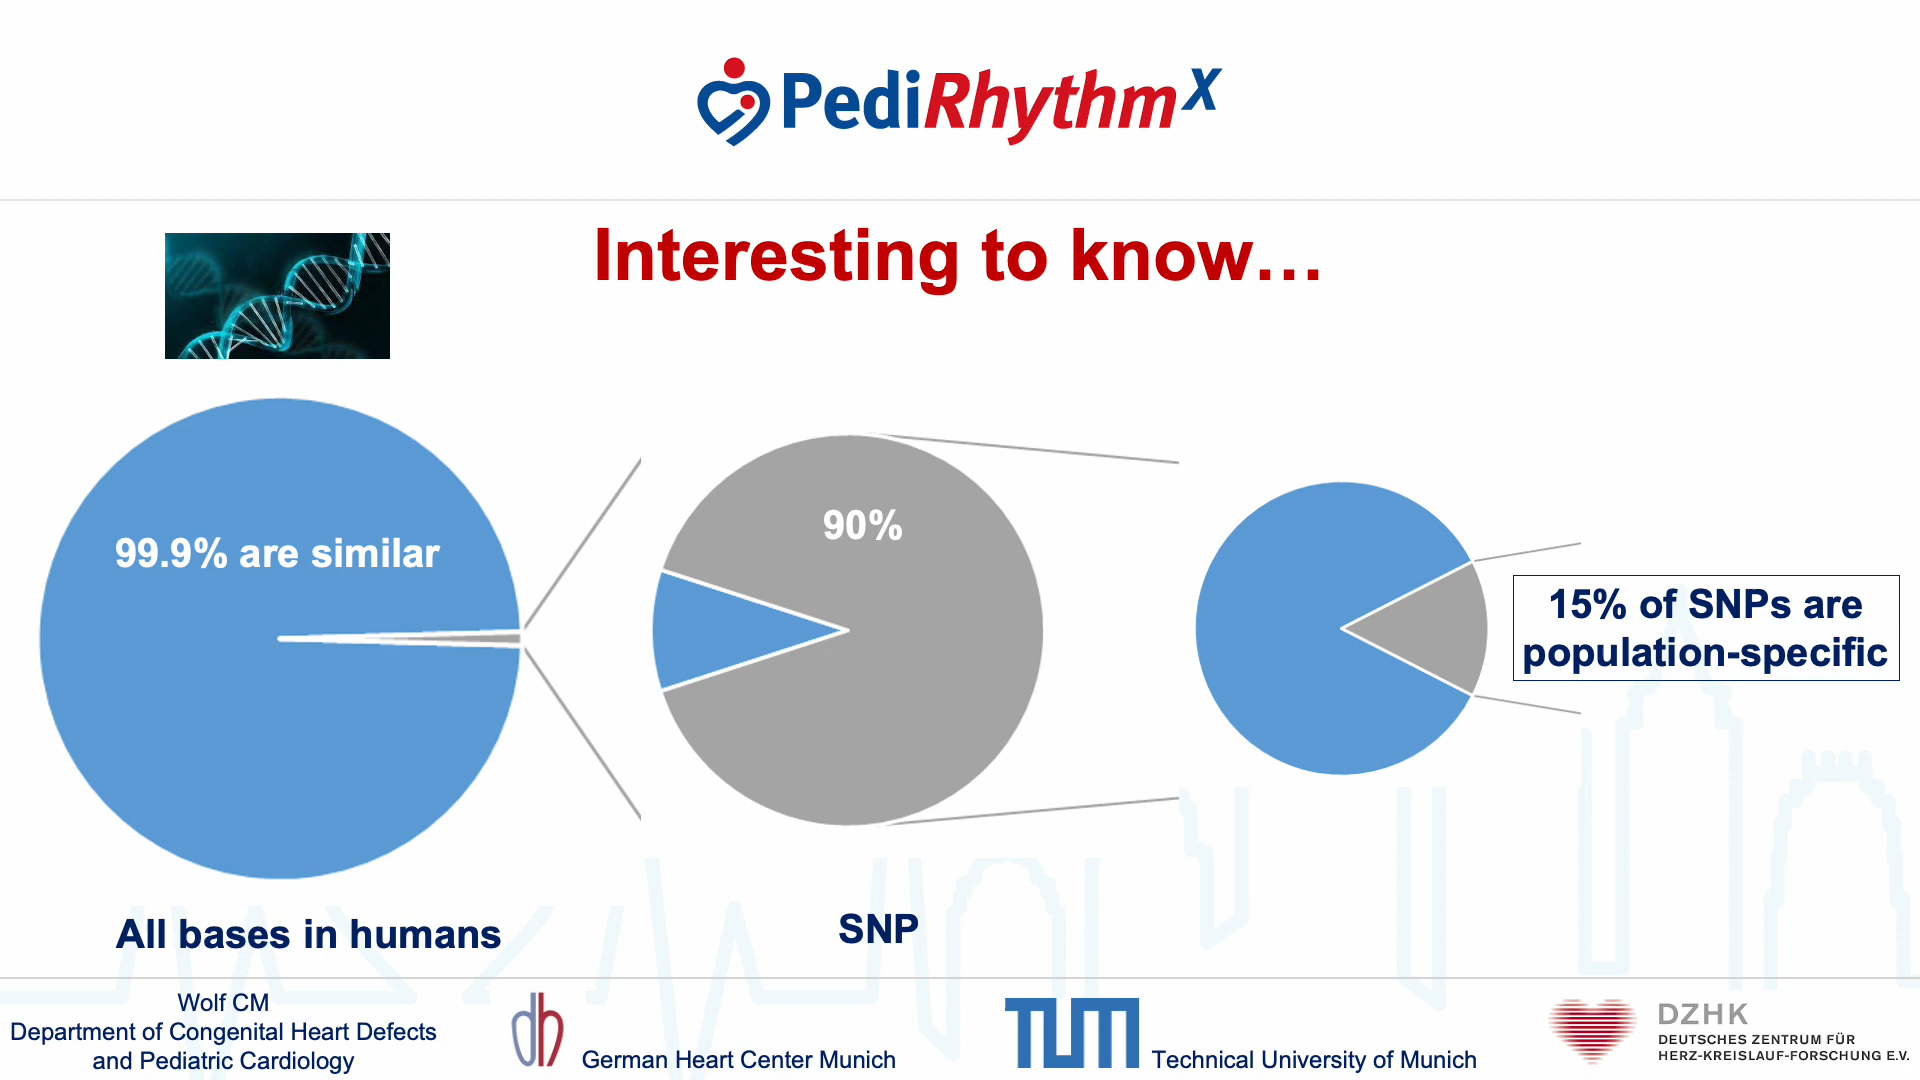 PediRhythmX
Interesting to know…
99.9% are similar
90%
15% of SNPs are
population-specific
All bases in humans
SNP
Wolf CM
Department of Congenital Heart Defects
and Pediatric Cardiology
dh
German Heart Center Munich
TUM
Technical University of Munich
DZHK
DEUTSCHES ZENTRUM FÜR
HERZ-KREISLAUF-FORSCHUNG E.V.